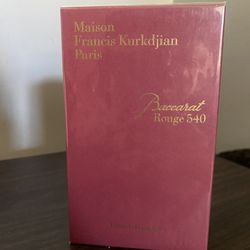 Maison
Francis Kurkdjian
Paris
Baccarat
Rouge 540